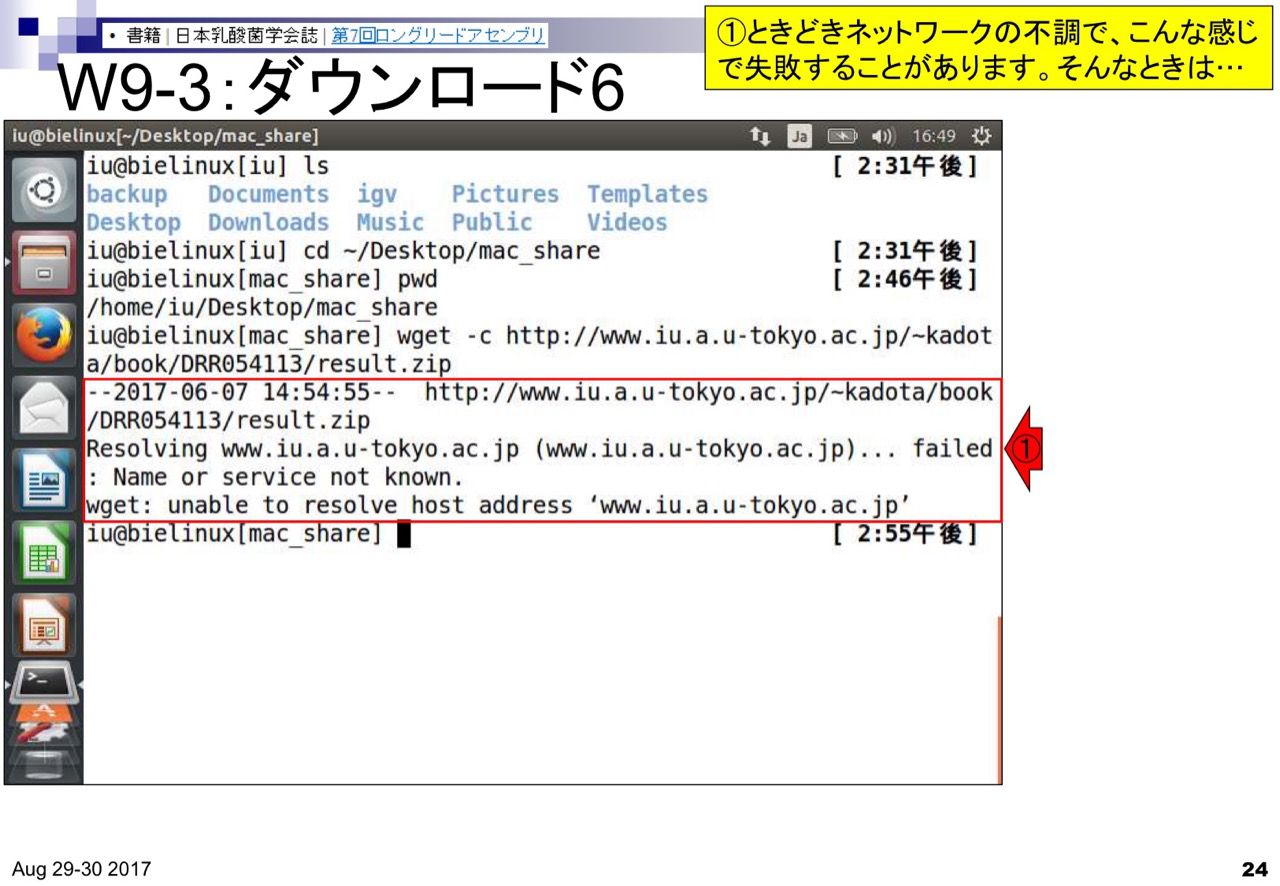 • 書籍 | 日本乳酸菌学会誌 | 第7回ロングリードアセンブリ
①ときどきネットワークの不調で、こんな感じ
で失敗することがあります。そんなときは…
W9-3：ダウンロード6
iu@bielinux[~/Desktop/mac_share] Ja 16:49
iu@bielinux[iu] ls [ 2:31午後]
backup Documents igv Pictures Templates
Desktop Downloads Music Public Videos
iu@bielinux[iu] cd ~/Desktop/mac_share [ 2:31午後]
iu@bielinux[mac_share] pwd [ 2:46午後]
/home/iu/Desktop/mac_share
iu@bielinux[mac_share] wget -c http://www.iu.a.u-tokyo.ac.jp/~kadot
a/book/DRR054113/result.zip
--2017-06-07 14:54:55-- http://www.iu.a.u-tokyo.ac.jp/~kadota/book
/DRR054113/result.zip
Resolving www.iu.a.u-tokyo.ac.jp (www.iu.a.u-tokyo.ac.jp)... failed
: Name or service not known.
wget: unable to resolve host address ‘www.iu.a.u-tokyo.ac.jp’
①
iu@bielinux[mac_share] [ 2:55午後]
Aug 29-30 2017
24